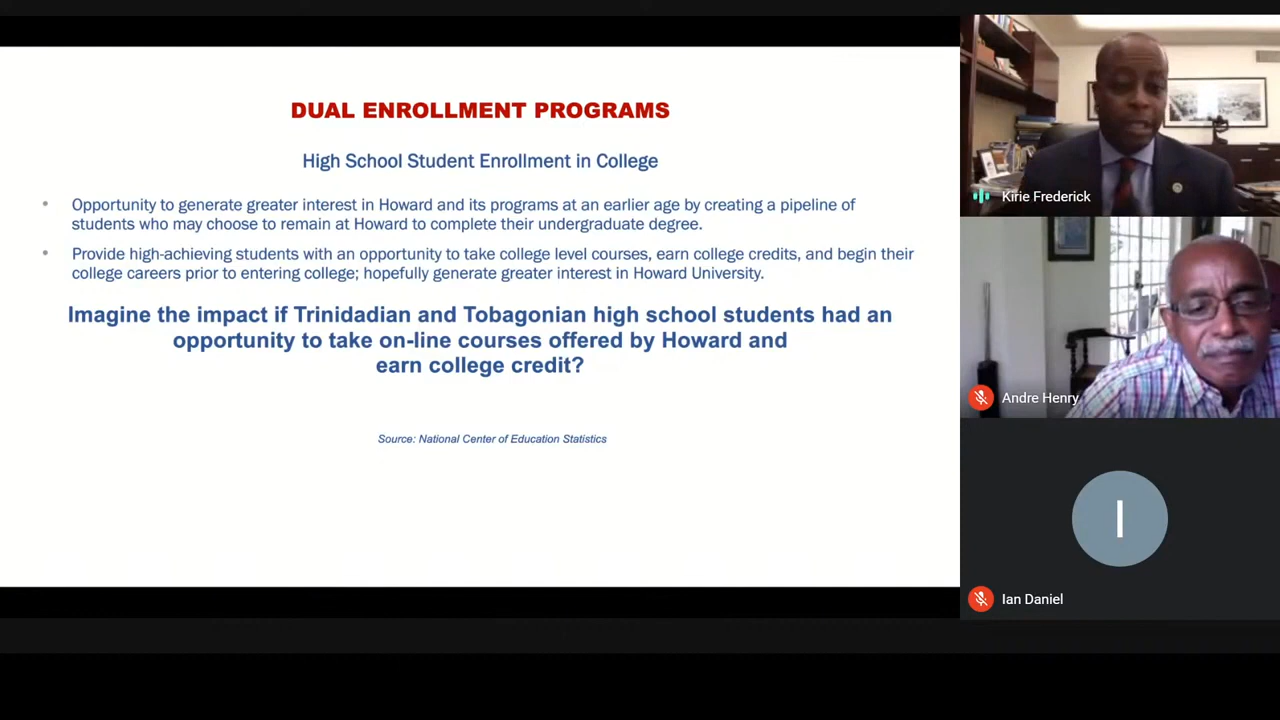 DUAL ENROLLMENT PROGRAMS
High School Student Enrollment in College
• Opportunity to generate greater interest in Howard and its programs at an earlier age by creating a pipeline of
students who may choose to remain at Howard to complete their undergraduate degree.
• Provide high-achieving students with an opportunity to take college level courses, earn college credits, and begin their
college careers prior to entering college; hopefully generate greater interest in Howard University.
Imagine the impact if Trinidadian and Tobagonian high school students had an
opportunity to take on-line courses offered by Howard and
earn college credit?
Source: National Center of Education Statistics
Kirie Frederick
Andre Henry
I
Ian Daniel